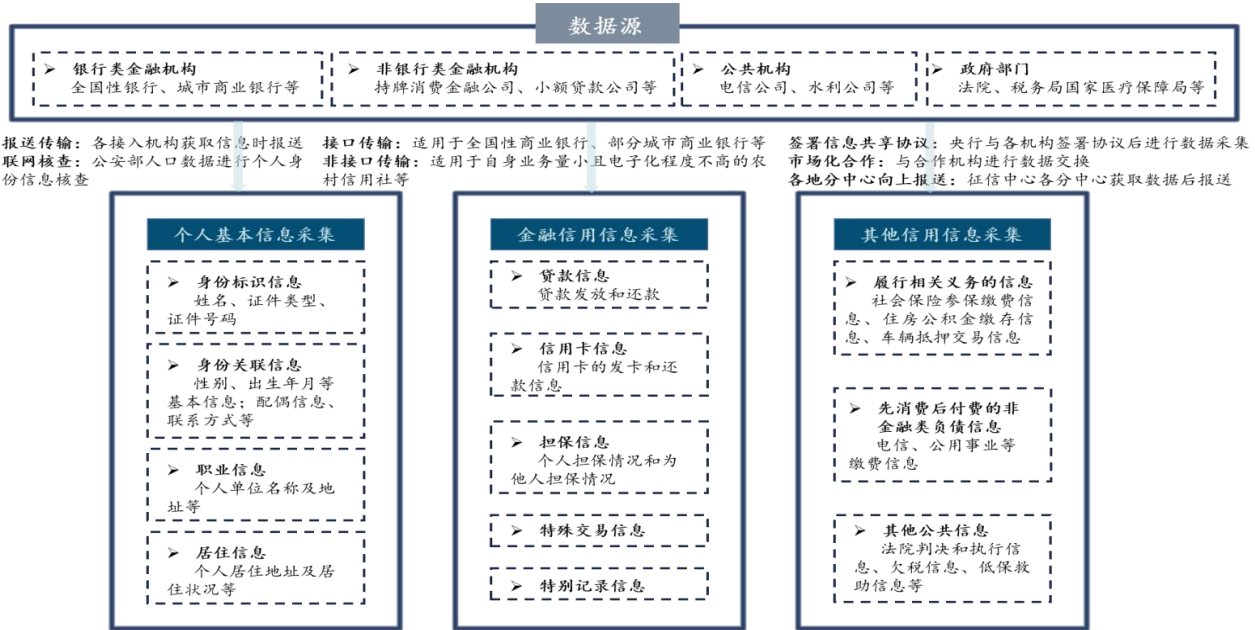 数据源
➢ 银行类金融机构
全国性银行、城市商业银行等
➢ 非银行类金融机构
持牌消费金融公司、小额贷款公司等
➢ 公共机构
电信公司、水利公司等
➢ 政府部门
法院、税务局国家医疗保障局等
报送传输：各接入机构获取信息时报送
联网核查：公安部人口数据进行个人身
份信息核查
接口传输：适用于全国性商业银行、部分城市商业银行等
非接口传输：适用于自身业务量小且电子化程度不高的农
村信用社等
签署信息共享协议：央行与各机构签署协议后进行数据采集
市场化合作：与合作机构进行数据交换
各地分中心向上报送：征信中心各分中心获取数据后报送
个人基本信息采集
➢ 身份标识信息
姓名、证件类型、
证件号码
➢ 身份关联信息
性别、出生年月等
基本信息；配偶信息、
联系方式等
➢ 职业信息
个人单位名称及地
址等
➢ 居住信息
个人居住地址及居
住状况等
金融信用信息采集
➢ 贷款信息
贷款发放和还款
➢ 信用卡信息
信用卡的发卡和还
款信息
➢ 担保信息
个人担保情况和为
他人担保情况
➢ 特殊交易信息
➢ 特别记录信息
其他信用信息采集
➢ 履行相关义务的信息
社会保险参保缴费信
息、住房公积金缴存信
息、车辆抵押交易信息
➢ 先消费后付费的非
金融类负债信息
电信、公用事业等
缴费信息
➢ 其他公共信息
法院判决和执行信
息、欠税信息、低保救
助信息等